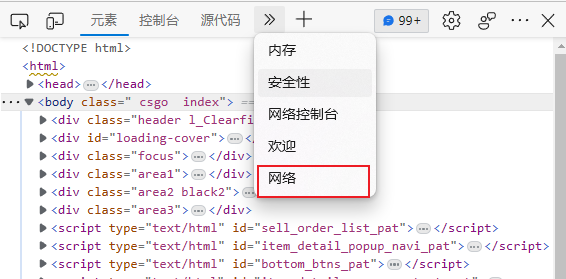 元素 控制台 源代码 99+
<!DOCTYPE html>
<html>
<head> ⋯ </head>
<body class=" csgo  index">
<div class="header l_Clearfi
<div id="loading-cover"> ⋯ </div>
<div class="focus"> ⋯ </div>
<div class="area1"> ⋯ </div>
<div class="area2 black2">
<div class="area3"> ⋯ </div>
<script type="text/html" id="sell_order_list_pat"> ⋯ </script>
<script type="text/html" id="item_detail_popup_navi_pat"> ⋯ </script>
<script type="text/html" id="bottom_btns_pat"> ⋯ </script>
内存
安全性
网络控制台
欢迎
网络